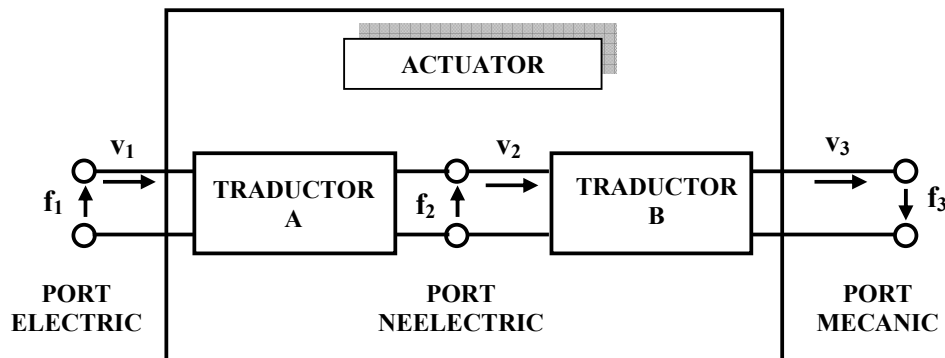 ACTUATOR
v1
v2
v3
f1
TRADUCTOR
A
f2
TRADUCTOR
B
f3
PORT
ELECTRIC
PORT
NEELECTRIC
PORT
MECANIC